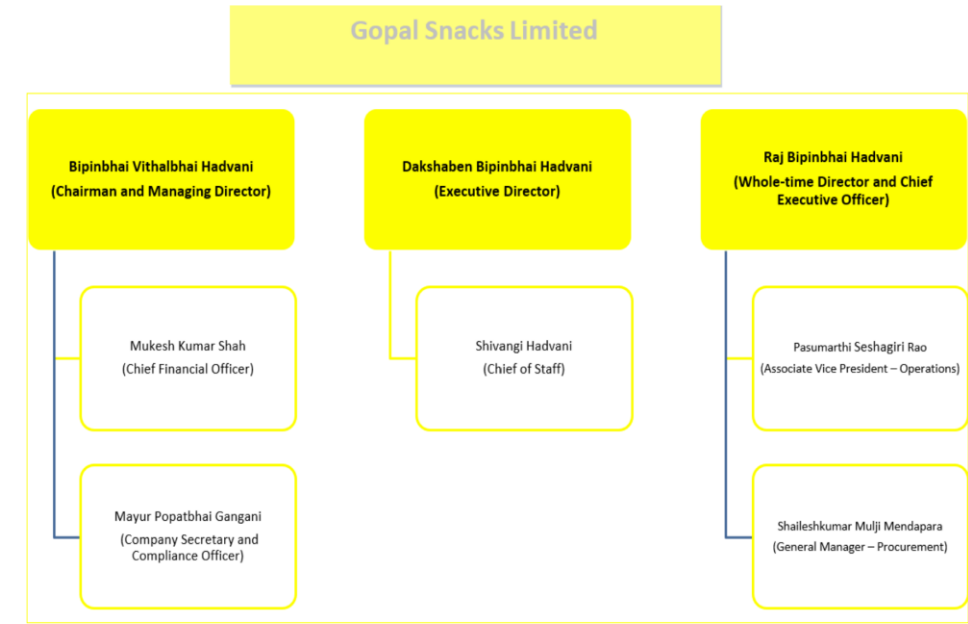 Gopal Snacks Limited
Bipinbhai Vithalbhai Hadvani
(Chairman and Managing Director)
Mukesh Kumar Shah
(Chief Financial Officer)
Mayur Popatbhai Gangani
(Company Secretary and
Compliance Officer)
Dakshaben Bipinbhai Hadvani
(Executive Director)
Shivangi Hadvani
(Chief of Staff)
Raj Bipinbhai Hadvani
(Whole-time Director and Chief
Executive Officer)
Pasumarthi Seshagiri Rao
(Associate Vice President – Operations)
Shaileshkumar Mulji Mendapara
(General Manager – Procurement)